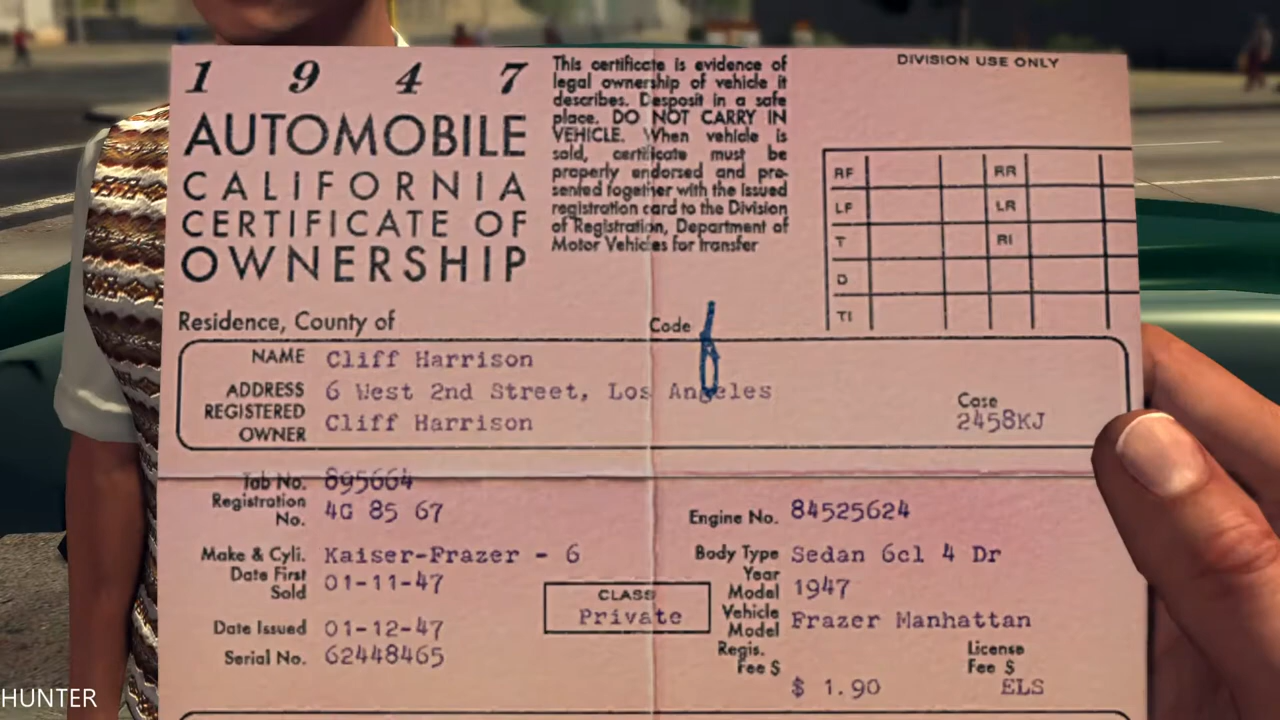 1 9 4 7
AUTOMOBILE
CALIFORNIA
CERTIFICATE OF
OWNERSHIP
This certificate is evidence of
legal ownership of vehicle it
describes. Desposit in a safe
place. DO NOT CARRY IN
VEHICLE. When vehicle is
sold, certificate must be
properly endorsed and pre-
sented together with the issued
registration card to the Division
of Registration, Department of
Motor Vehicles for transfer
DIVISION USE ONLY
RF RR
LF LR
T RI
D
TI
Residence, County of
Code 6
NAME Cliff Harrison
ADDRESS 6 West 2nd Street, Los Angeles
REGISTERED
OWNER Cliff Harrison
Case
2458KJ
Tab No. 895664
Registration
No. 4G 85 67
Engine No. 84525624
Make & Cyli. Kaiser-Frazer - 6
Body Type Sedan 6cl 4 Dr
Date First
Sold 01-11-47
Year
Model 1947
CLASS
Private
Vehicle
Model Frazer Manhattan
Date Issued 01-12-47
Serial No. 62448465
Regis.
Fee $
$ 1.90
License
Fee $
ELS
HUNTER